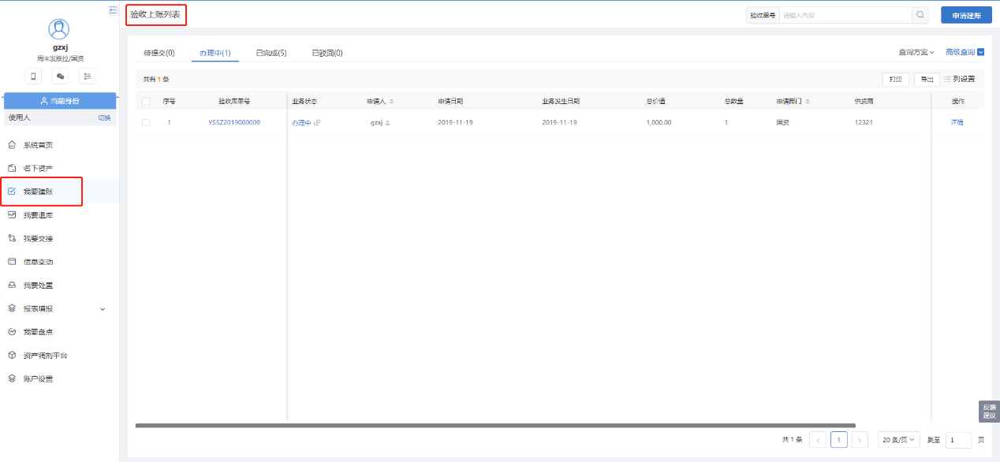 验收上账列表
验收单号 请输入内容
申请建账
gzxj
周末发版控/国资
当前身份
使用人 切换
系统首页
名下资产
我要建账
我要退库
我要交接
信息变动
我要处置
报表填报
我要盘点
资产调剂平台
账户设置
待提交(0) 办理中(1) 已完成(5) 已驳回(0)
查询方案 高级查询
共有 1 条
打印 导出 列设置
序号 验收库单号 业务状态 申请人 申请日期 业务发生日期 总价值 总数量 申请部门 供货商 操作
1 YSSZ2019000009 办理中 gzxj 2019-11-19 2019-11-19 1,000.00 1 国资 12321 详情
反馈
建议
共 1 条 1 20 条/页 跳至 1 页